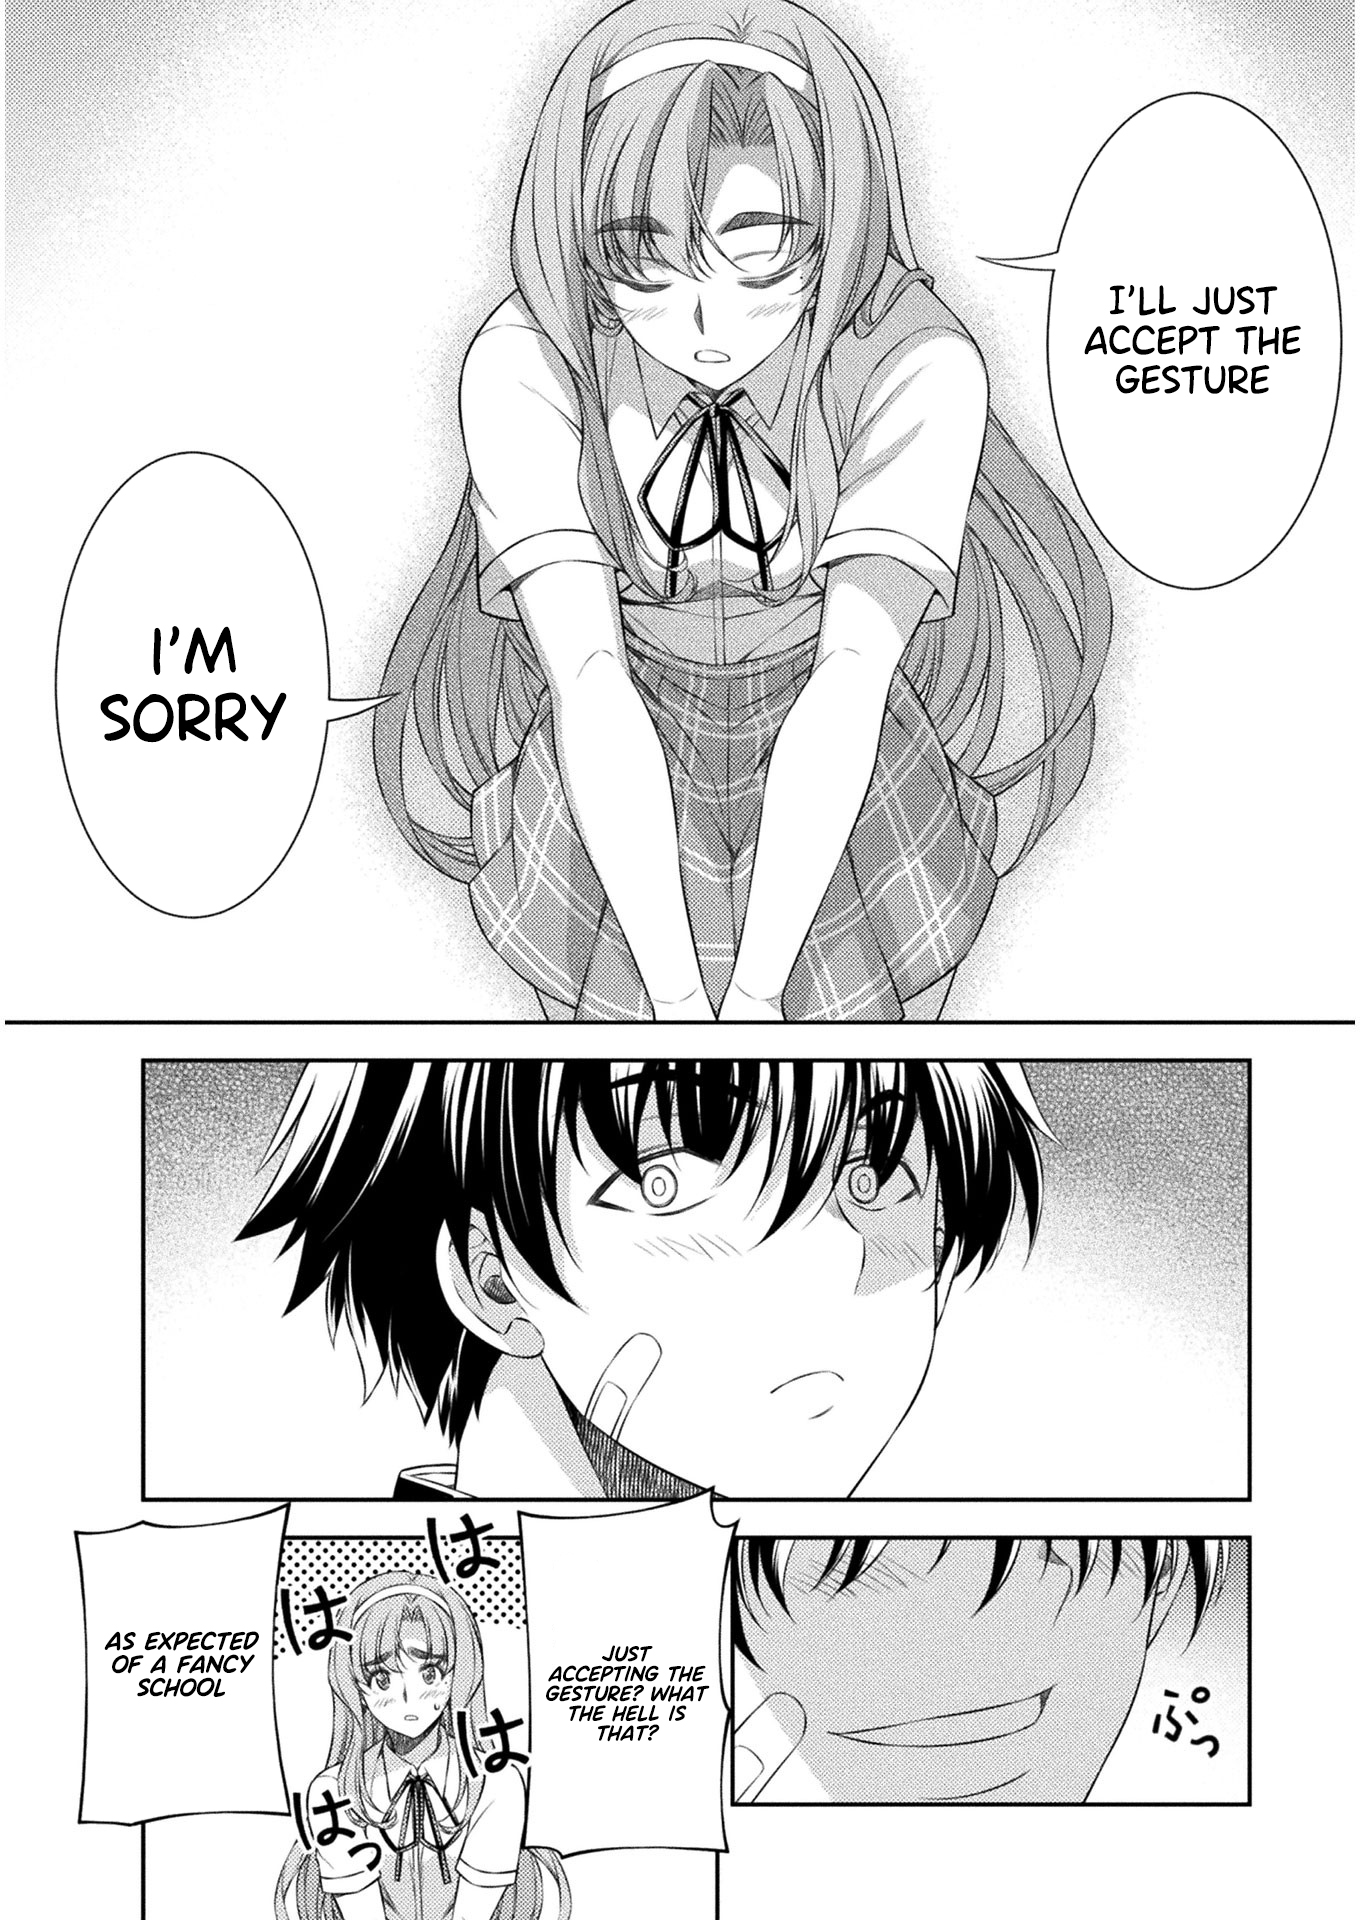 I'LL JUST
ACCEPT THE
GESTURE
I'M
SORRY
ぷっ
JUST
ACCEPTING THE
GESTURE? WHAT
THE HELL IS
THAT?
はは
はははっ
AS EXPECTED
OF A FANCY
SCHOOL